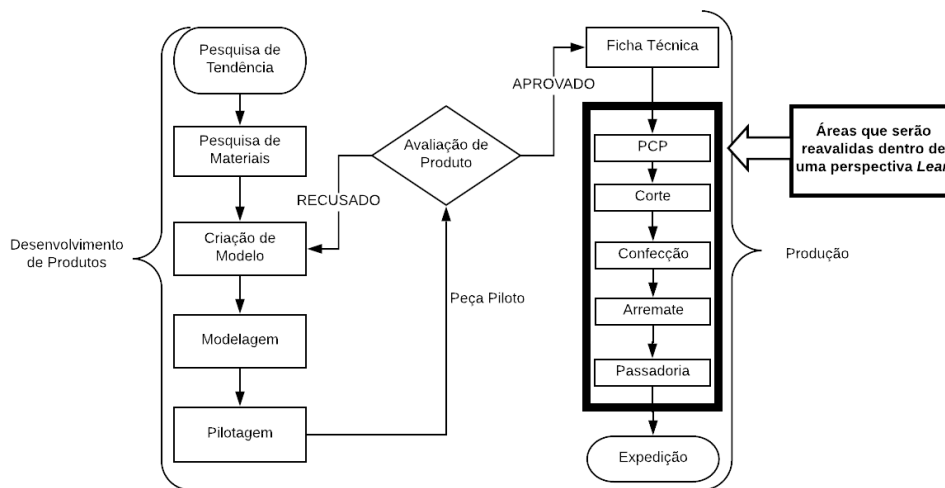 Pesquisa de
Tendência
Pesquisa de
Materiais
Criação de
Modelo
Modelagem
Pilotagem
Desenvolvimento
de Produtos
Avaliação de
Produto
RECUSADO
APROVADO
Peça Piloto
Ficha Técnica
PCP
Corte
Confecção
Arremate
Passadoria
Expedição
Produção
Áreas que serão
reavalidas dentro de
uma perspectiva